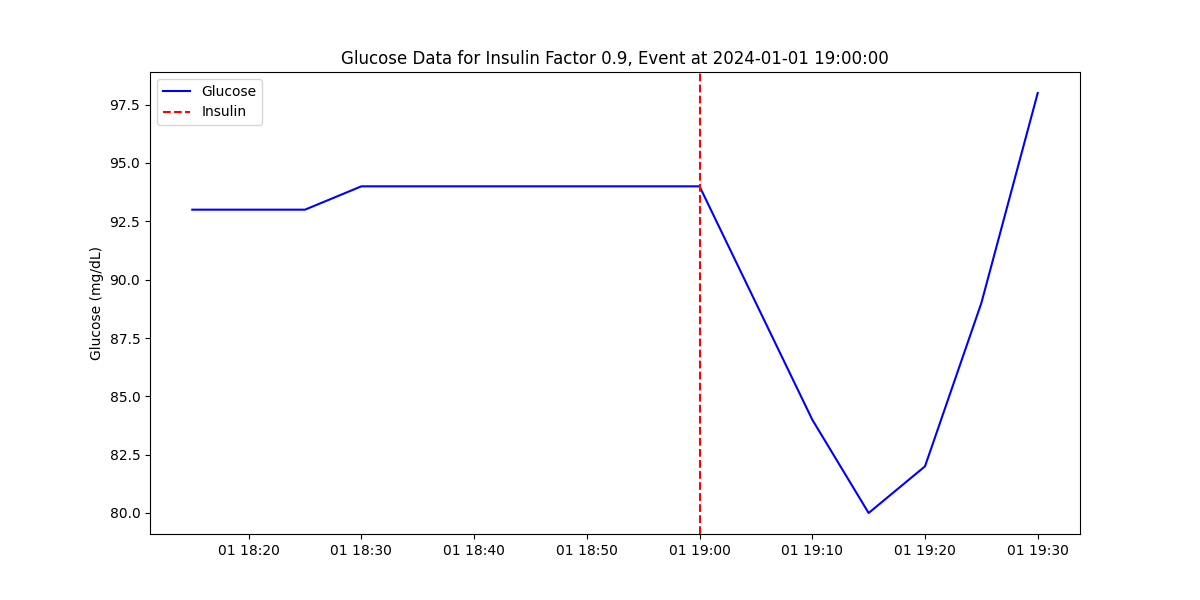 Glucose Data for Insulin Factor 0.9, Event at 2024-01-01 19:00:00
Glucose
Insulin
Glucose (mg/dL)
97.5
95.0
92.5
90.0
87.5
85.0
82.5
80.0
01 18:20 01 18:30 01 18:40 01 18:50 01 19:00 01 19:10 01 19:20 01 19:30